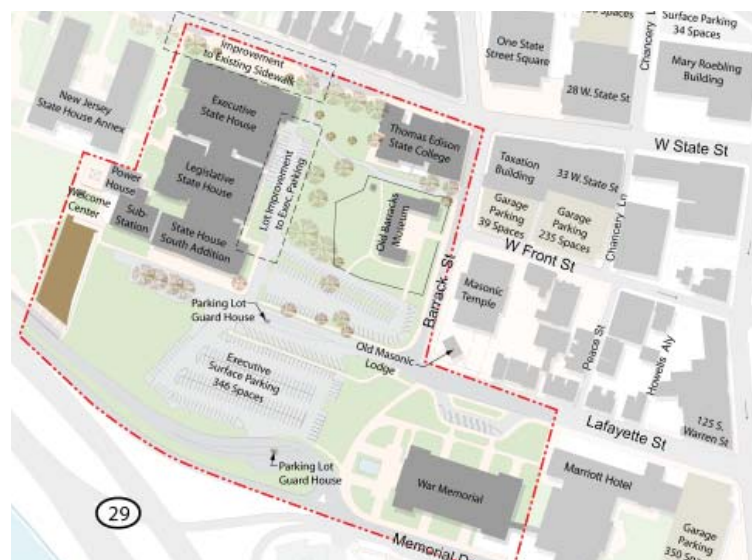 Spaces
Surface Parking
34 Spaces
Chancery
One State
Street Square
28 W. State St
Mary Roebling
Building
Improvement
to Existing Sidewalk
New Jersey
State House
Annex
Executive
State House
Thomas Edison
State College
W State St
Taxation
Building
33 W. State St
Power
House
Legislative
State House
Lot Improvement
to Exec. Parking
Garage
Parking
39 Spaces
Garage
Parking
235 Spaces
Chancery Ln
Welcome
Center
Sub-
Station
State House
South Addition
Old Barracks
Museum
W Front St
Barrack St
Masonic
Temple
Parking Lot
Guard House
Old Masonic
Lodge
Peace St
Howells Aly
Executive
Surface Parking
346 Spaces
125 S.
Warren St
Lafayette St
Parking Lot
Guard House
War Memorial
Marriott Hotel
29
Garage
Parking
350
Memorial